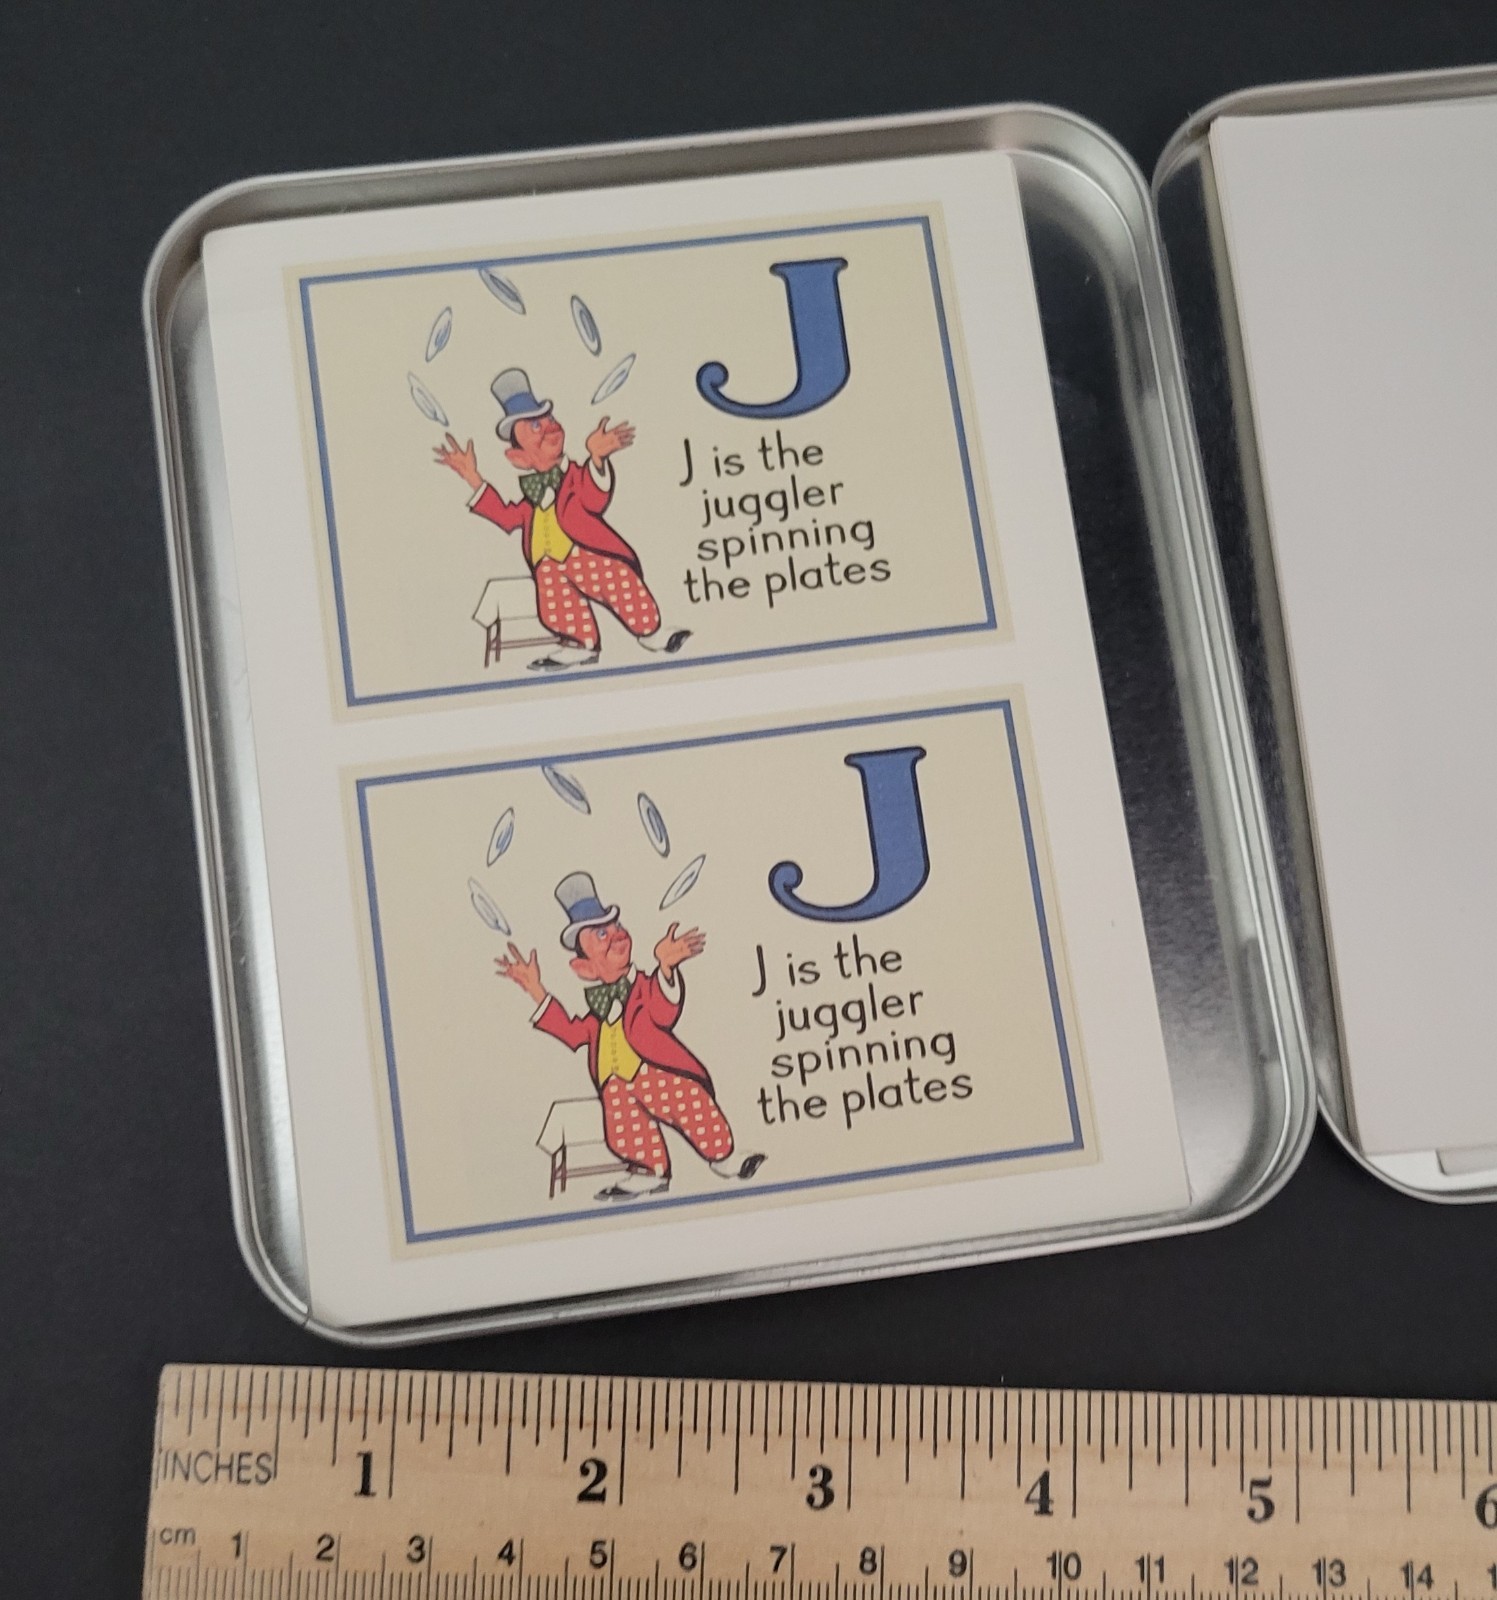 J
J is the
juggler
spinning
the plates
J
J is the
juggler
spinning
the plates
INCHES 1 2 3 4 5 6
cm 1 2 3 4 5 6 7 8 9 10 11 12 13 14